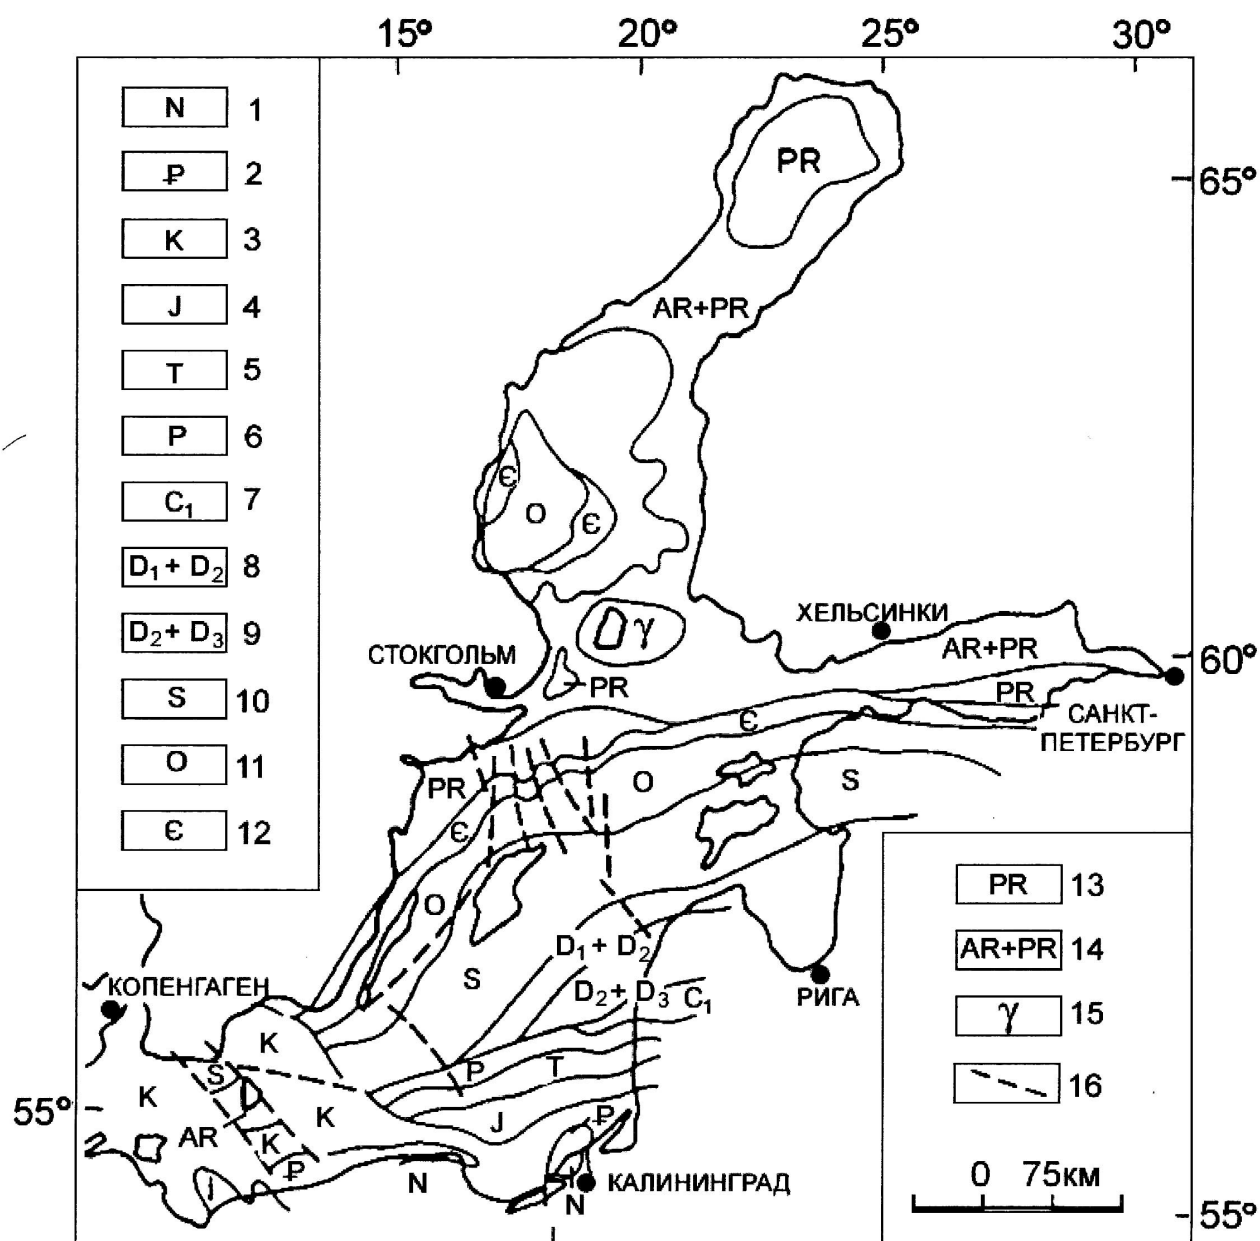 15° 20° 25° 30°
N 1
₽ 2
K 3
J 4
T 5
P 6
C₁ 7
D₁ + D₂ 8
D₂ + D₃ 9
S 10
O 11
Є 12
PR
65°
AR+PR
Є
O
Є
ХЕЛЬСИНКИ
γ
AR+PR
СТОКГОЛЬМ
60°
PR
PR
САНКТ-
ПЕТЕРБУРГ
Є
PR
O
S
Є
O
D₁ + D₂
S
D₂ + D₃
C₁
РИГА
КОПЕНГАГЕН
K
P
T
S
K
K
55°
AR
J
₽
K
₽
N
КАЛИНИНГРАД
N
J
PR 13
AR+PR 14
γ 15
16
0 75км
55°